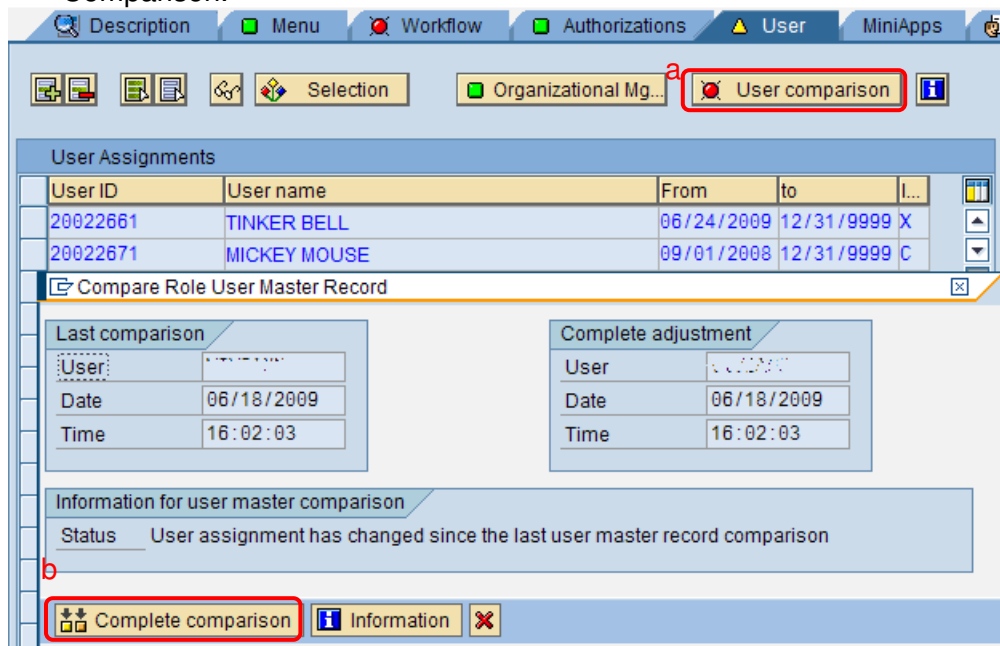 Comparison.
Description Menu Workflow Authorizations User MiniApps
a
Selection Organizational Mg... User comparison
User Assignments
User ID User name From to I...
20022661 TINKER BELL 06/24/2009 12/31/9999 X
20022671 MICKEY MOUSE 09/01/2008 12/31/9999 C
Compare Role User Master Record
Last comparison Complete adjustment
User User
Date 06/18/2009 Date 06/18/2009
Time 16:02:03 Time 16:02:03
Information for user master comparison
Status User assignment has changed since the last user master record comparison
b
Complete comparison Information